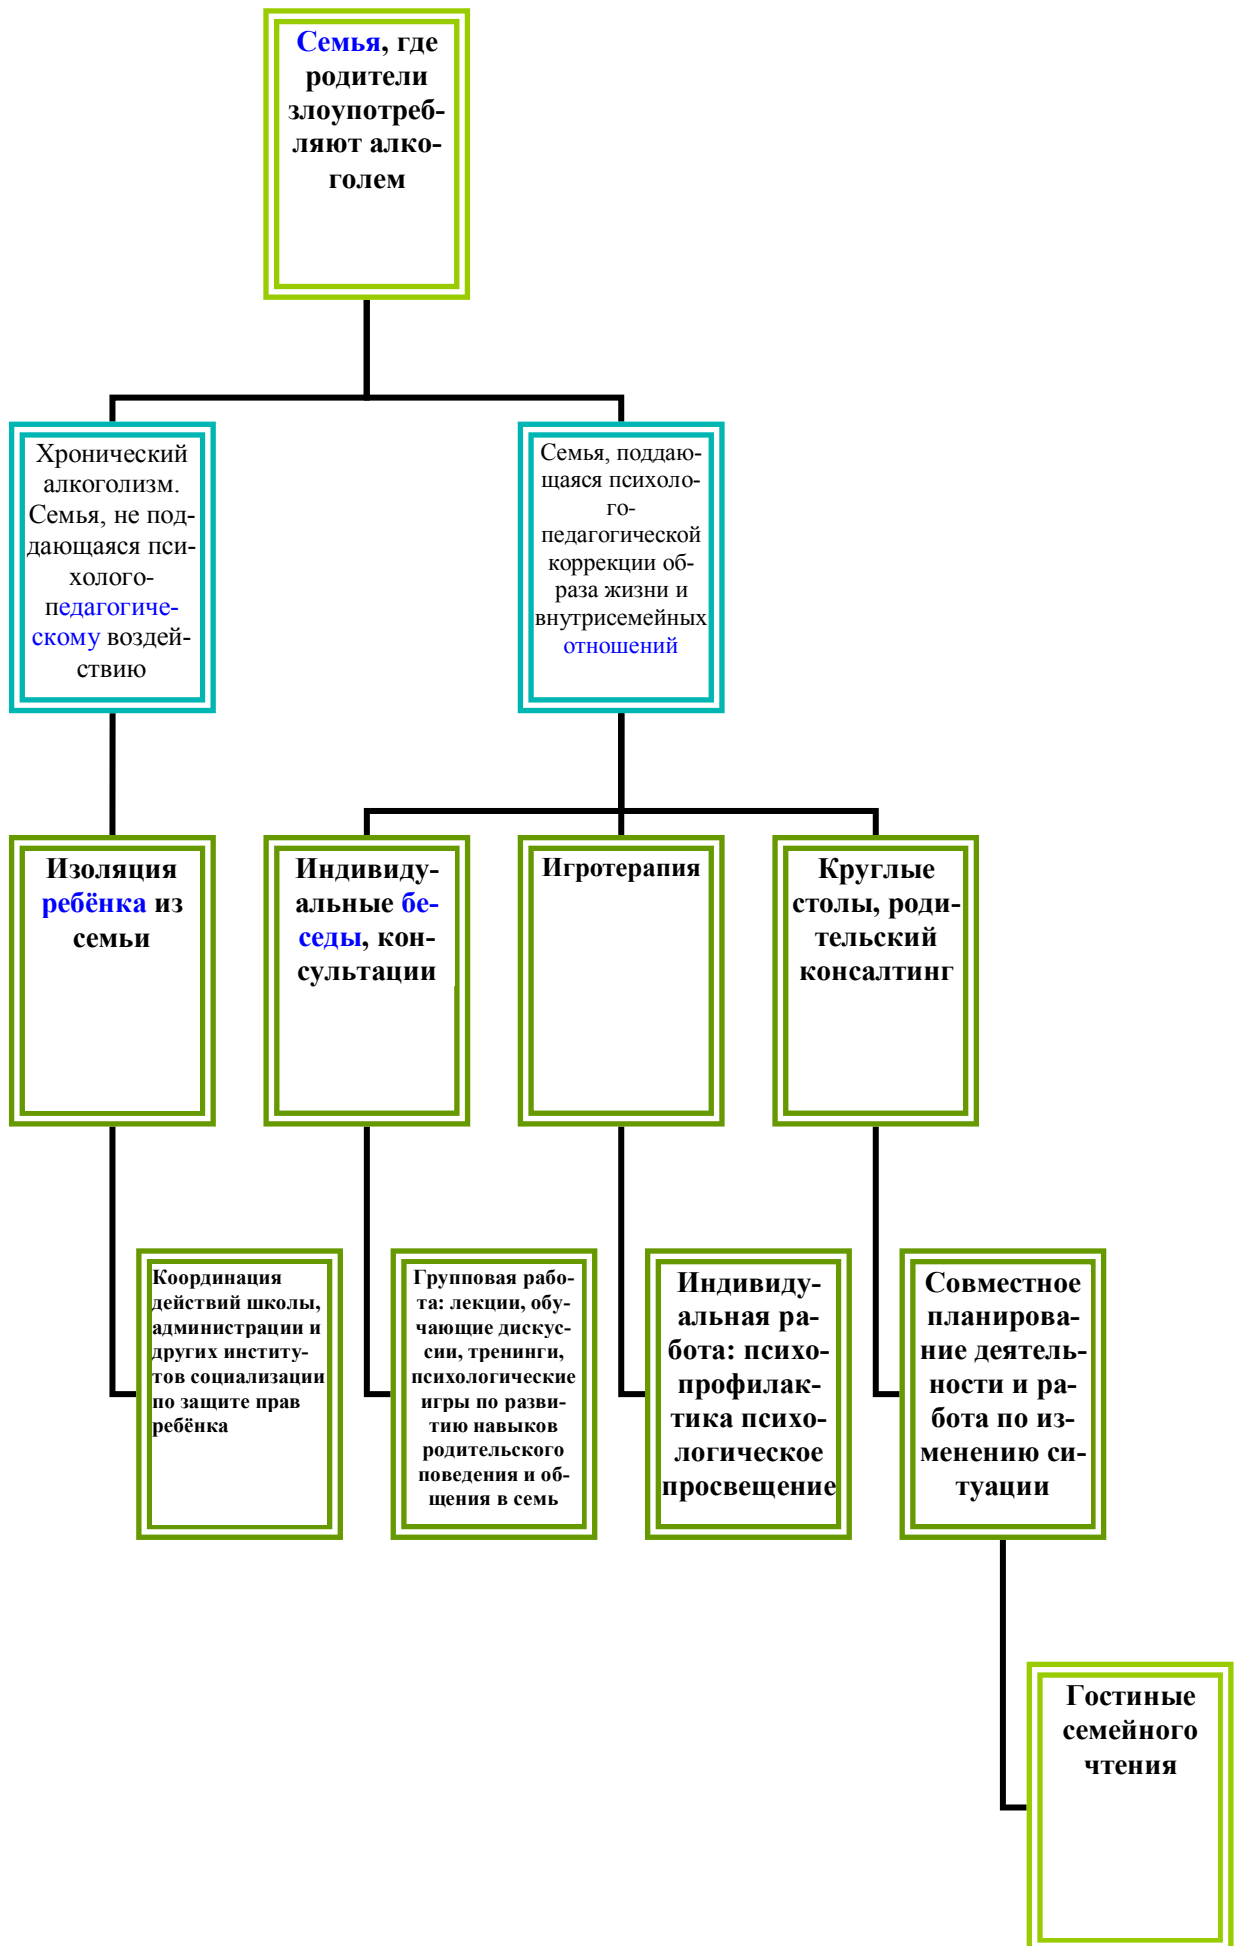 Семья, где
родители
злоупотреб-
ляют алко-
голем
Хронический
алкоголизм.
Семья, не под-
дающаяся пси-
холого-
педагогиче-
скому воздей-
ствию
Семья, поддаю-
щаяся психоло-
го-
педагогической
коррекции об-
раза жизни и
внутрисемейных
отношений
Изоляция
ребёнка из
семьи
Индивиду-
альные бе-
седы, кон-
сультации
Игротерапия
Круглые
столы, роди-
тельский
консалтинг
Координация
действий школы,
администрации и
других институ-
тов социализации
по защите прав
ребёнка
Групповая рабо-
та: лекции, обу-
чающие дискус-
сии, тренинги,
психологические
игры по разви-
тию навыков
родительского
поведения и об-
щения в семь
Индивиду-
альная ра-
бота: психо-
профилак-
тика психо-
логическое
просвещение
Совместное
планирова-
ние деятель-
ности и ра-
бота по из-
менению си-
туации
Гостиные
семейного
чтения